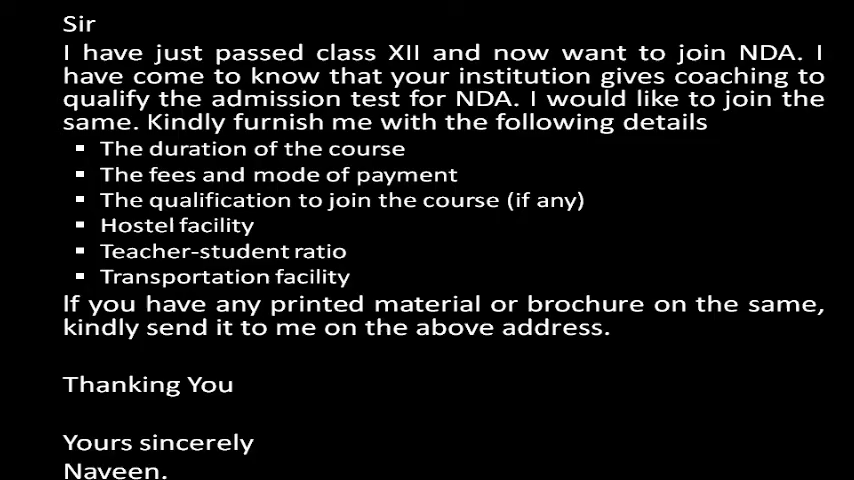 Sir
I have just passed class XII and now want to join NDA. I
have come to know that your institution gives coaching to
qualify the admission test for NDA. I would like to join the
same. Kindly furnish me with the following details
▪ The duration of the course
▪ The fees and mode of payment
▪ The qualification to join the course (if any)
▪ Hostel facility
▪ Teacher-student ratio
▪ Transportation facility
If you have any printed material or brochure on the same,
kindly send it to me on the above address.
Thanking You
Yours sincerely
Naveen.